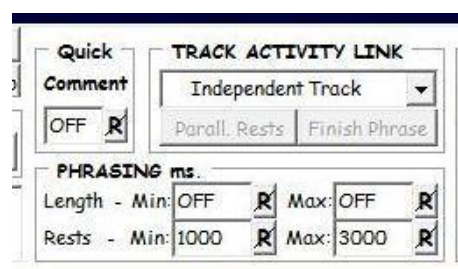 Quick
Comment
OFF R
TRACK ACTIVITY LINK
Independent Track
Parall. Rests Finish Phrase
PHRASING ms.
Length - Min: OFF R Max: OFF R
Rests - Min: 1000 R Max: 3000 R